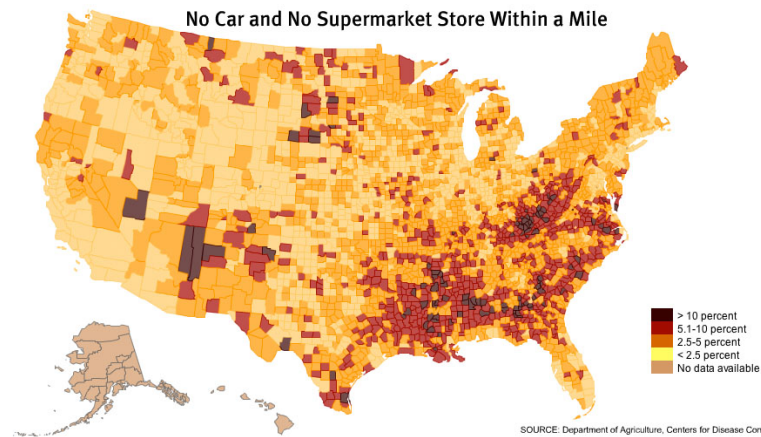 No Car and No Supermarket Store Within a Mile
> 10 percent
5.1-10 percent
2.5-5 percent
< 2.5 percent
No data available
SOURCE: Department of Agriculture, Centers for Disease Con